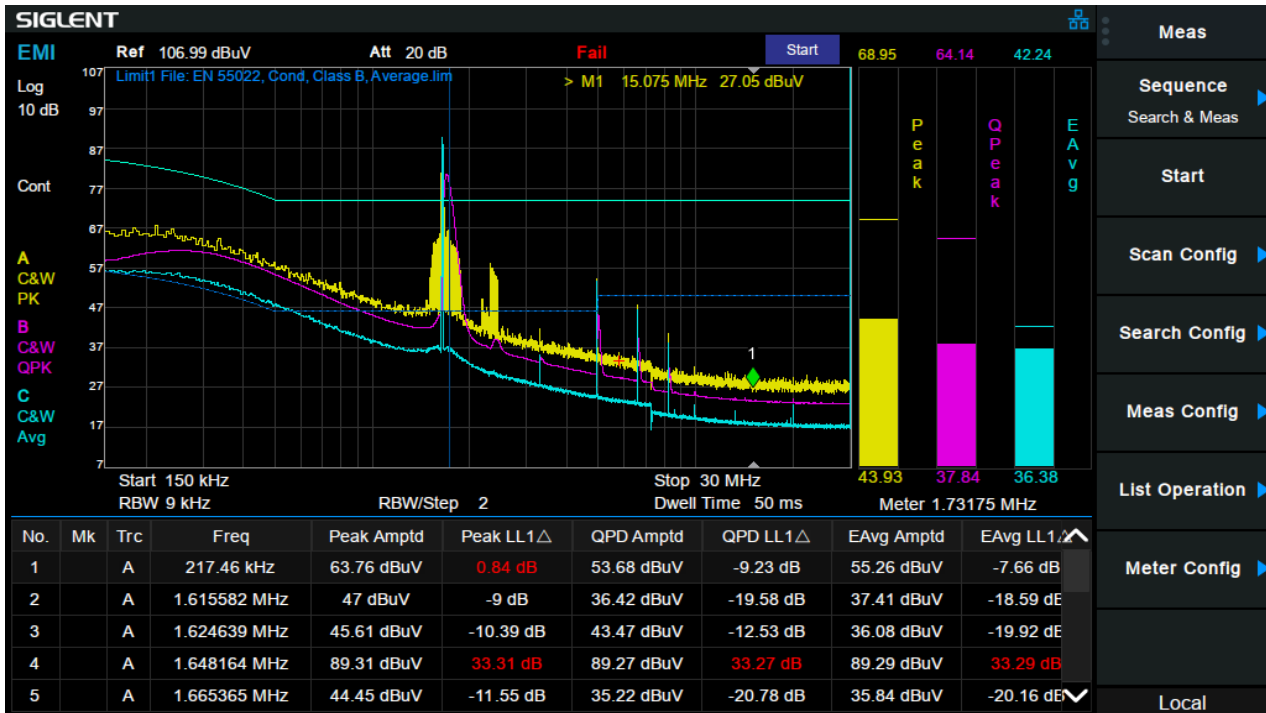 SIGLENT
EMI
Ref 106.99 dBuV Att 20 dB Fail Start 68.95 64.14 42.24
Log
10 dB
Cont
A
C&W
PK
B
C&W
QPK
C
C&W
Avg
Limit1 File: EN 55022, Cond, Class B, Average.lim
> M1 15.075 MHz 27.05 dBuV
107
97
87
77
67
57
47
37
27
17
7
1
Peak
QPeak
EAvg
43.93 37.84 36.38
Start 150 kHz Stop 30 MHz
RBW 9 kHz RBW/Step 2 Dwell Time 50 ms Meter 1.73175 MHz
No. Mk Trc Freq Peak Amptd Peak LL1△ QPD Amptd QPD LL1△ EAvg Amptd EAvg LL1△
1 A 217.46 kHz 63.76 dBuV 0.84 dB 53.68 dBuV -9.23 dB 55.26 dBuV -7.66 dB
2 A 1.615582 MHz 47 dBuV -9 dB 36.42 dBuV -19.58 dB 37.41 dBuV -18.59 dB
3 A 1.624639 MHz 45.61 dBuV -10.39 dB 43.47 dBuV -12.53 dB 36.08 dBuV -19.92 dB
4 A 1.648164 MHz 89.31 dBuV 33.31 dB 89.27 dBuV 33.27 dB 89.29 dBuV 33.29 dB
5 A 1.665365 MHz 44.45 dBuV -11.55 dB 35.22 dBuV -20.78 dB 35.84 dBuV -20.16 dB
Meas
Sequence
Search & Meas
Start
Scan Config
Search Config
Meas Config
List Operation
Meter Config
Local